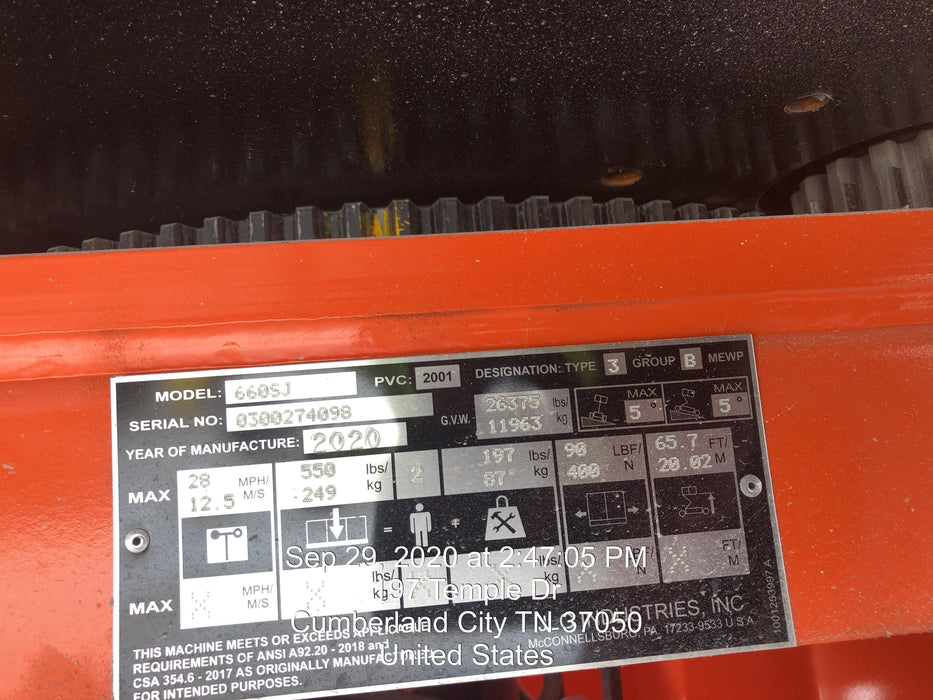 MODEL: 660SJ PVC: 2001 DESIGNATION: TYPE 3 GROUP B MEWP
SERIAL NO: 0300274098 G.V.W. 26375 lbs/ 11963 kg MAX 5° MAX 5°
YEAR OF MANUFACTURE: 2020
MAX 28 MPH/ 12.5 M/S 550 lbs/ 249 kg 2 197 lbs/ 87 kg 90 LBF/ 400 N 65.7 FT/ 20.02 M
= +
MAX X MPH/ X M/S X lbs/ X kg lbs/ kg N X FT/ X M
INDUSTRIES, INC
McCONNELLSBURG, PA. 17233-9533 U.S.A.
THIS MACHINE MEETS OR EXCEEDS APPLICABLE
REQUIREMENTS OF ANSI A92.20 - 2018 and
CSA 354.6 - 2017 AS ORIGINALLY MANUFACTURED
FOR INTENDED PURPOSES.
1001253997 A
Sep 29, 2020 at 2:47:05 PM
197 Temple Dr
Cumberland City TN 37050
United States